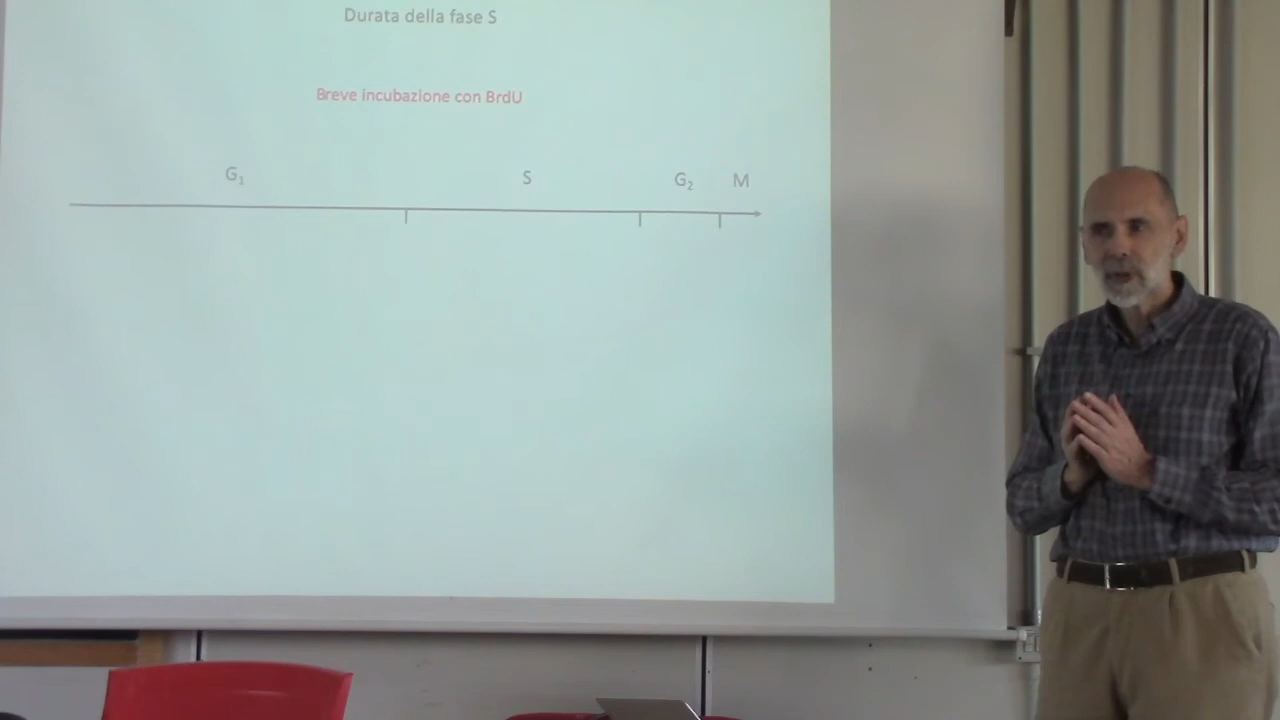 Durata della fase S
Breve incubazione con BrdU
G₁ S G₂ M